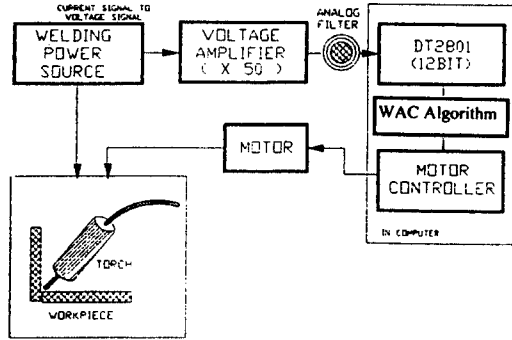 CURRENT SIGNAL TO
VOLTAGE SIGNAL
WELDING
POWER
SOURCE
VOLTAGE
AMPLIFIER
( X 50 )
ANALOG
FILTER
DT2801
(12BIT)
WAC Algorithm
MOTOR
CONTROLLER
IN COMPUTER
MOTOR
TORCH
WORKPIECE